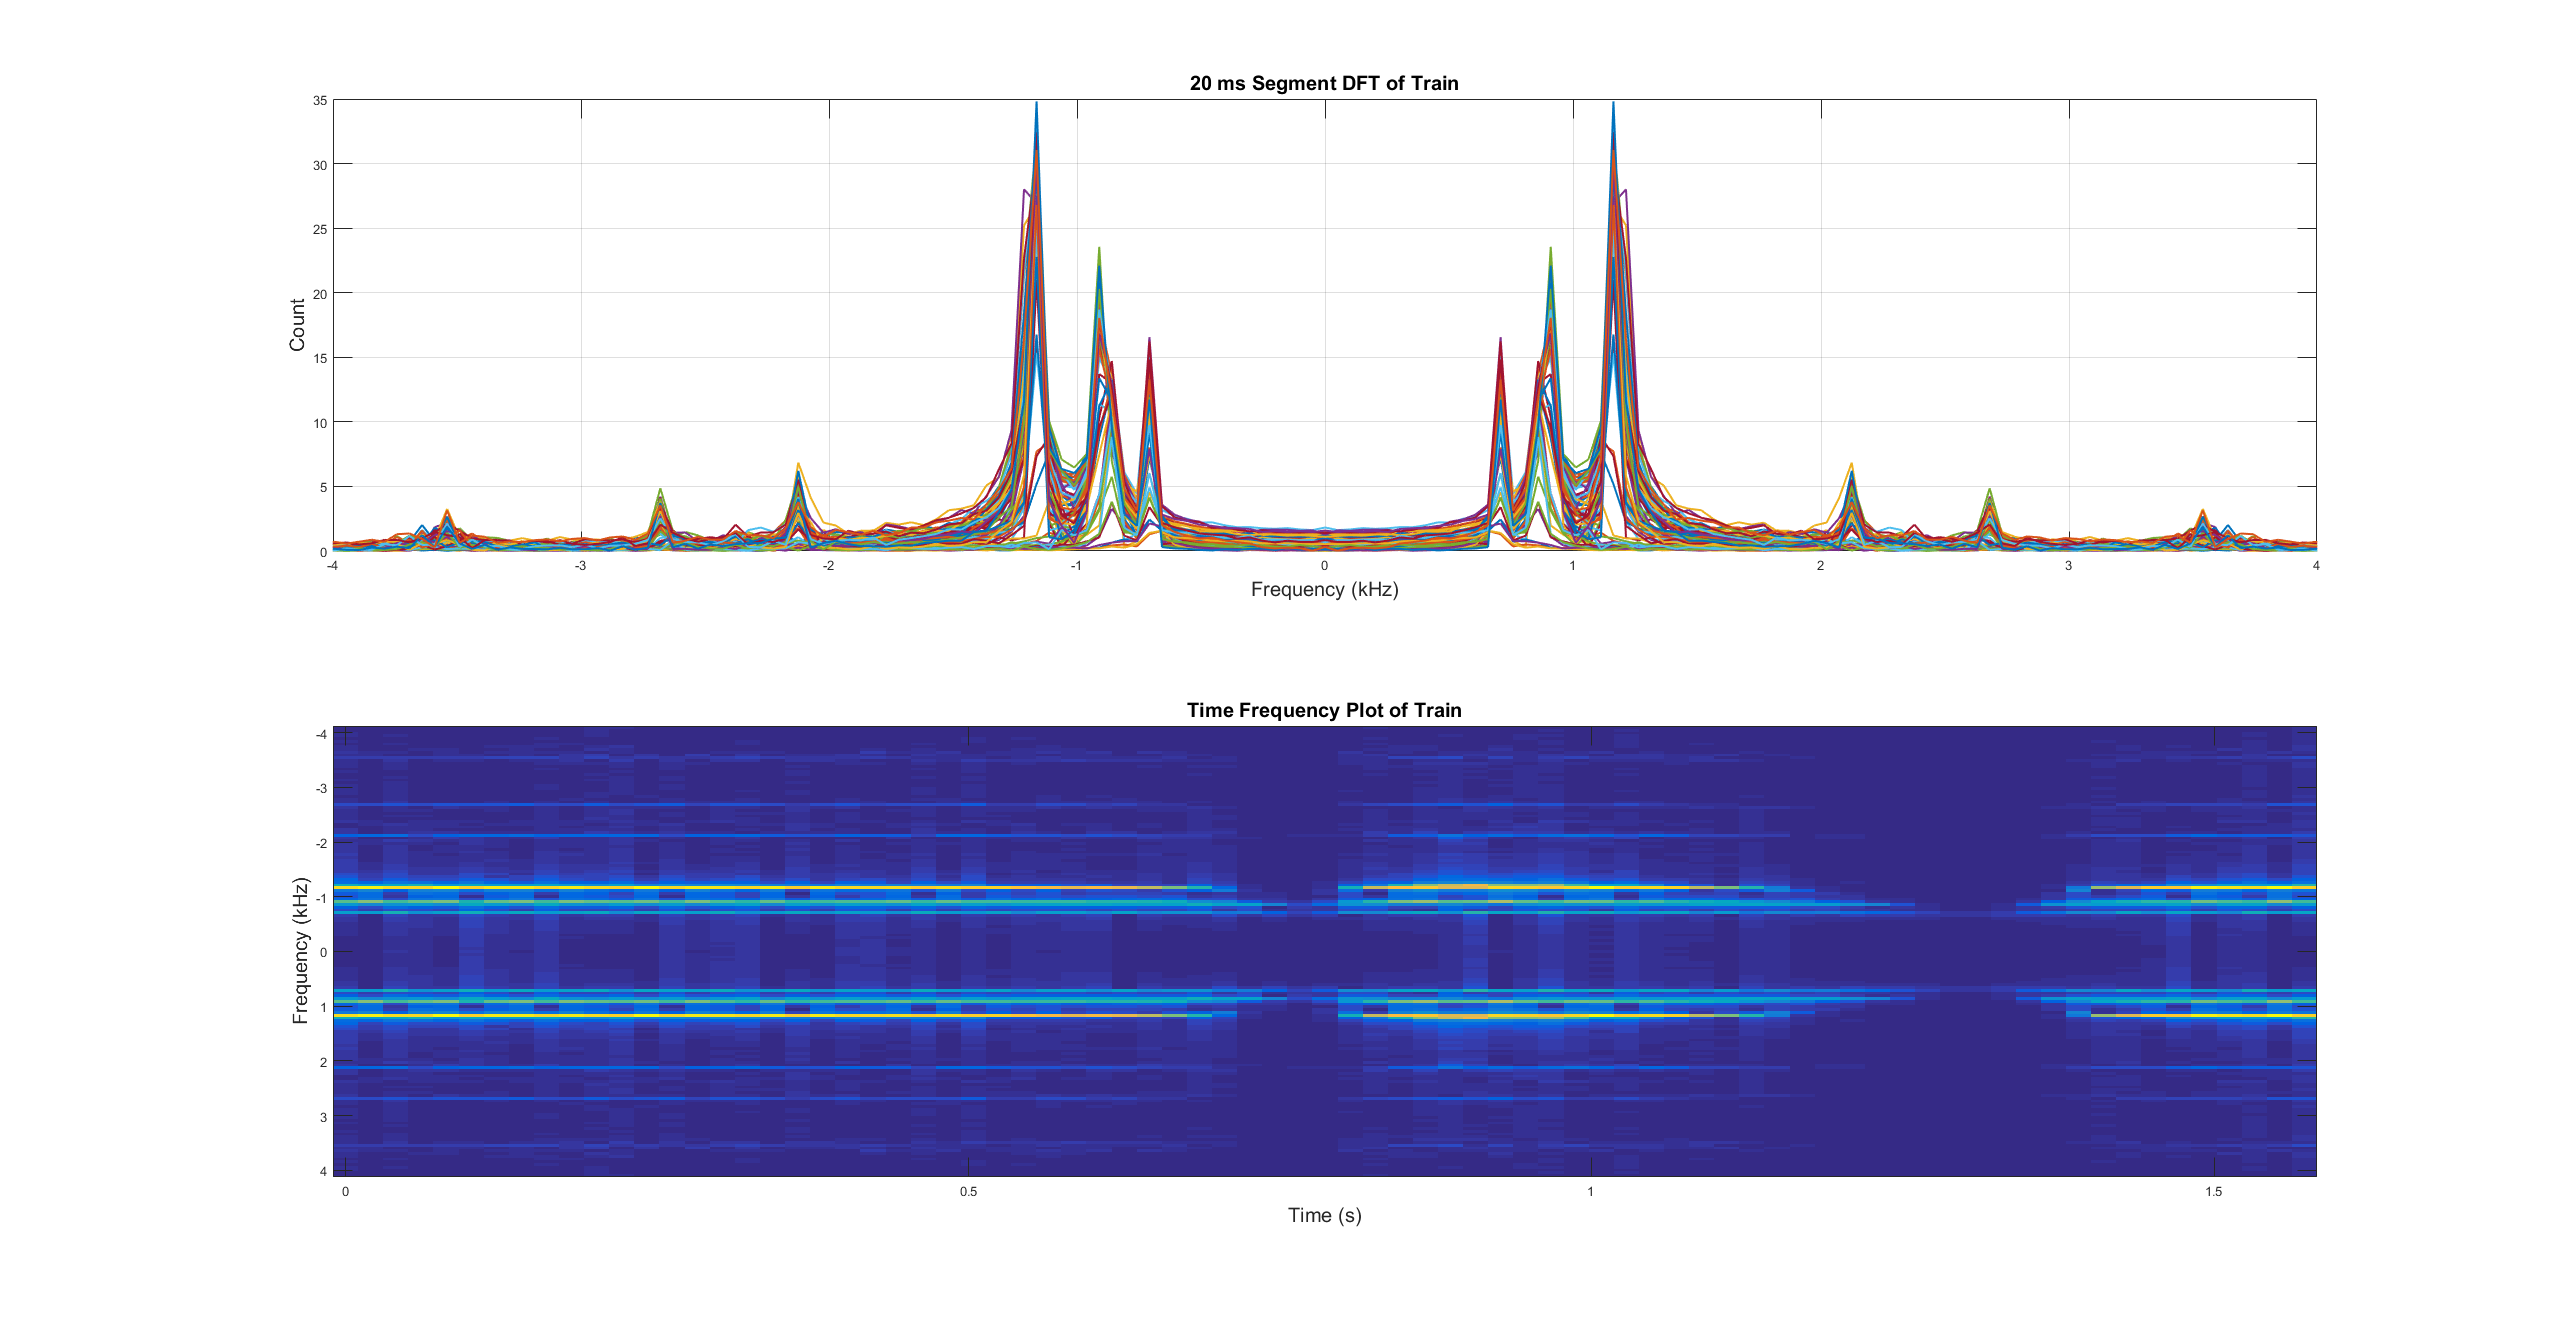 20 ms Segment DFT of Train
35
30
25
20
15
10
5
0
Count
-4 -3 -2 -1 0 1 2 3 4
Frequency (kHz)
Time Frequency Plot of Train
-4
-3
-2
-1
0
1
2
3
4
Frequency (kHz)
0 0.5 1 1.5
Time (s)